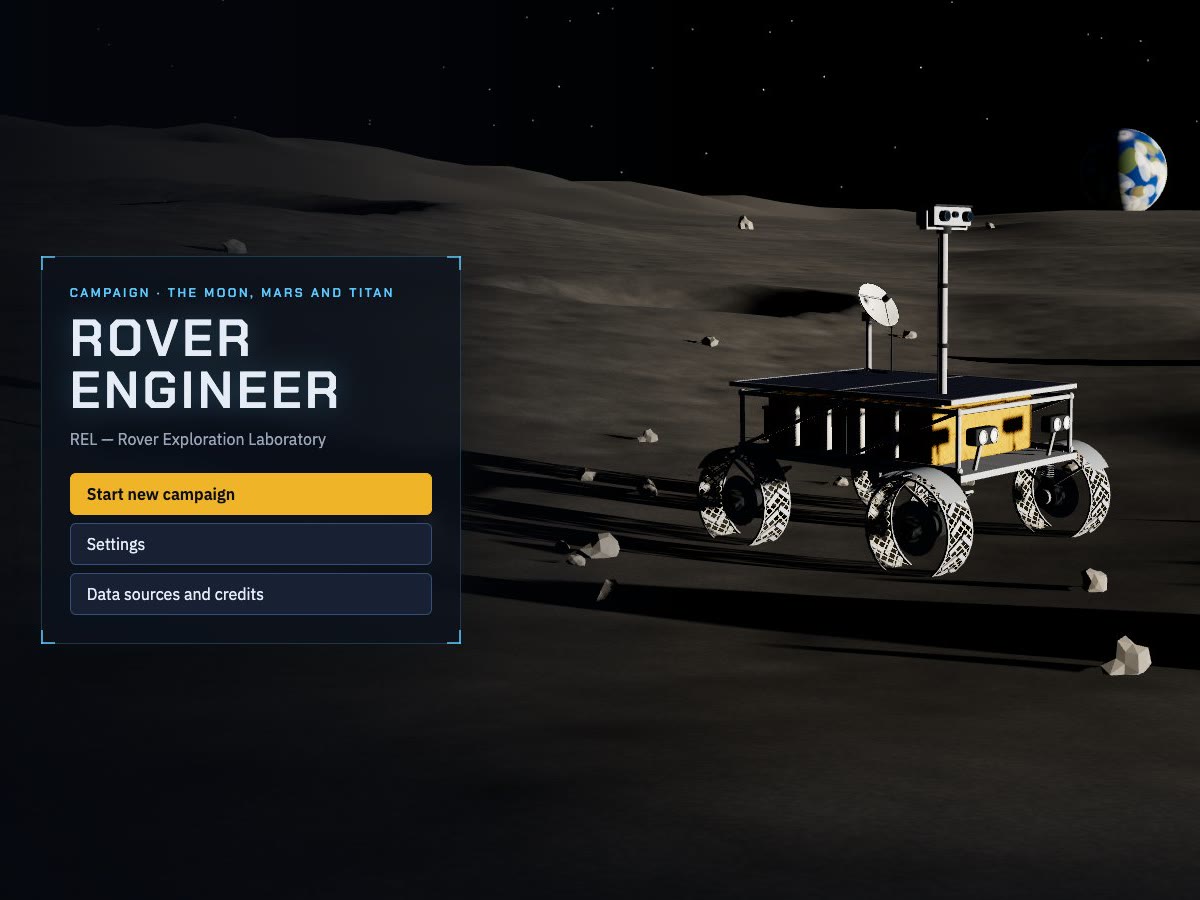 CAMPAIGN · THE MOON, MARS AND TITAN
ROVER
ENGINEER
REL — Rover Exploration Laboratory
Start new campaign
Settings
Data sources and credits